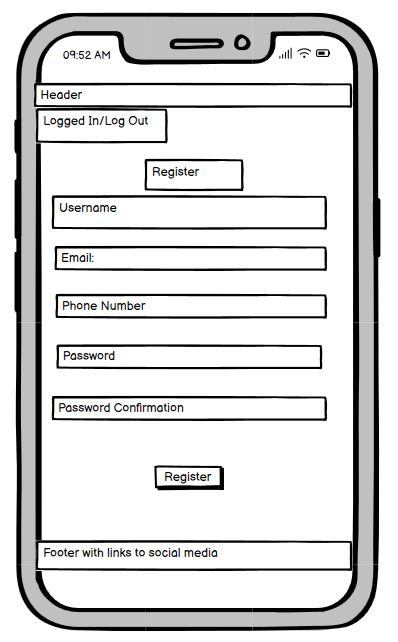 09:52 AM
Header
Logged In/Log Out
Register
Username
Email:
Phone Number
Password
Password Confirmation
Register
Footer with links to social media